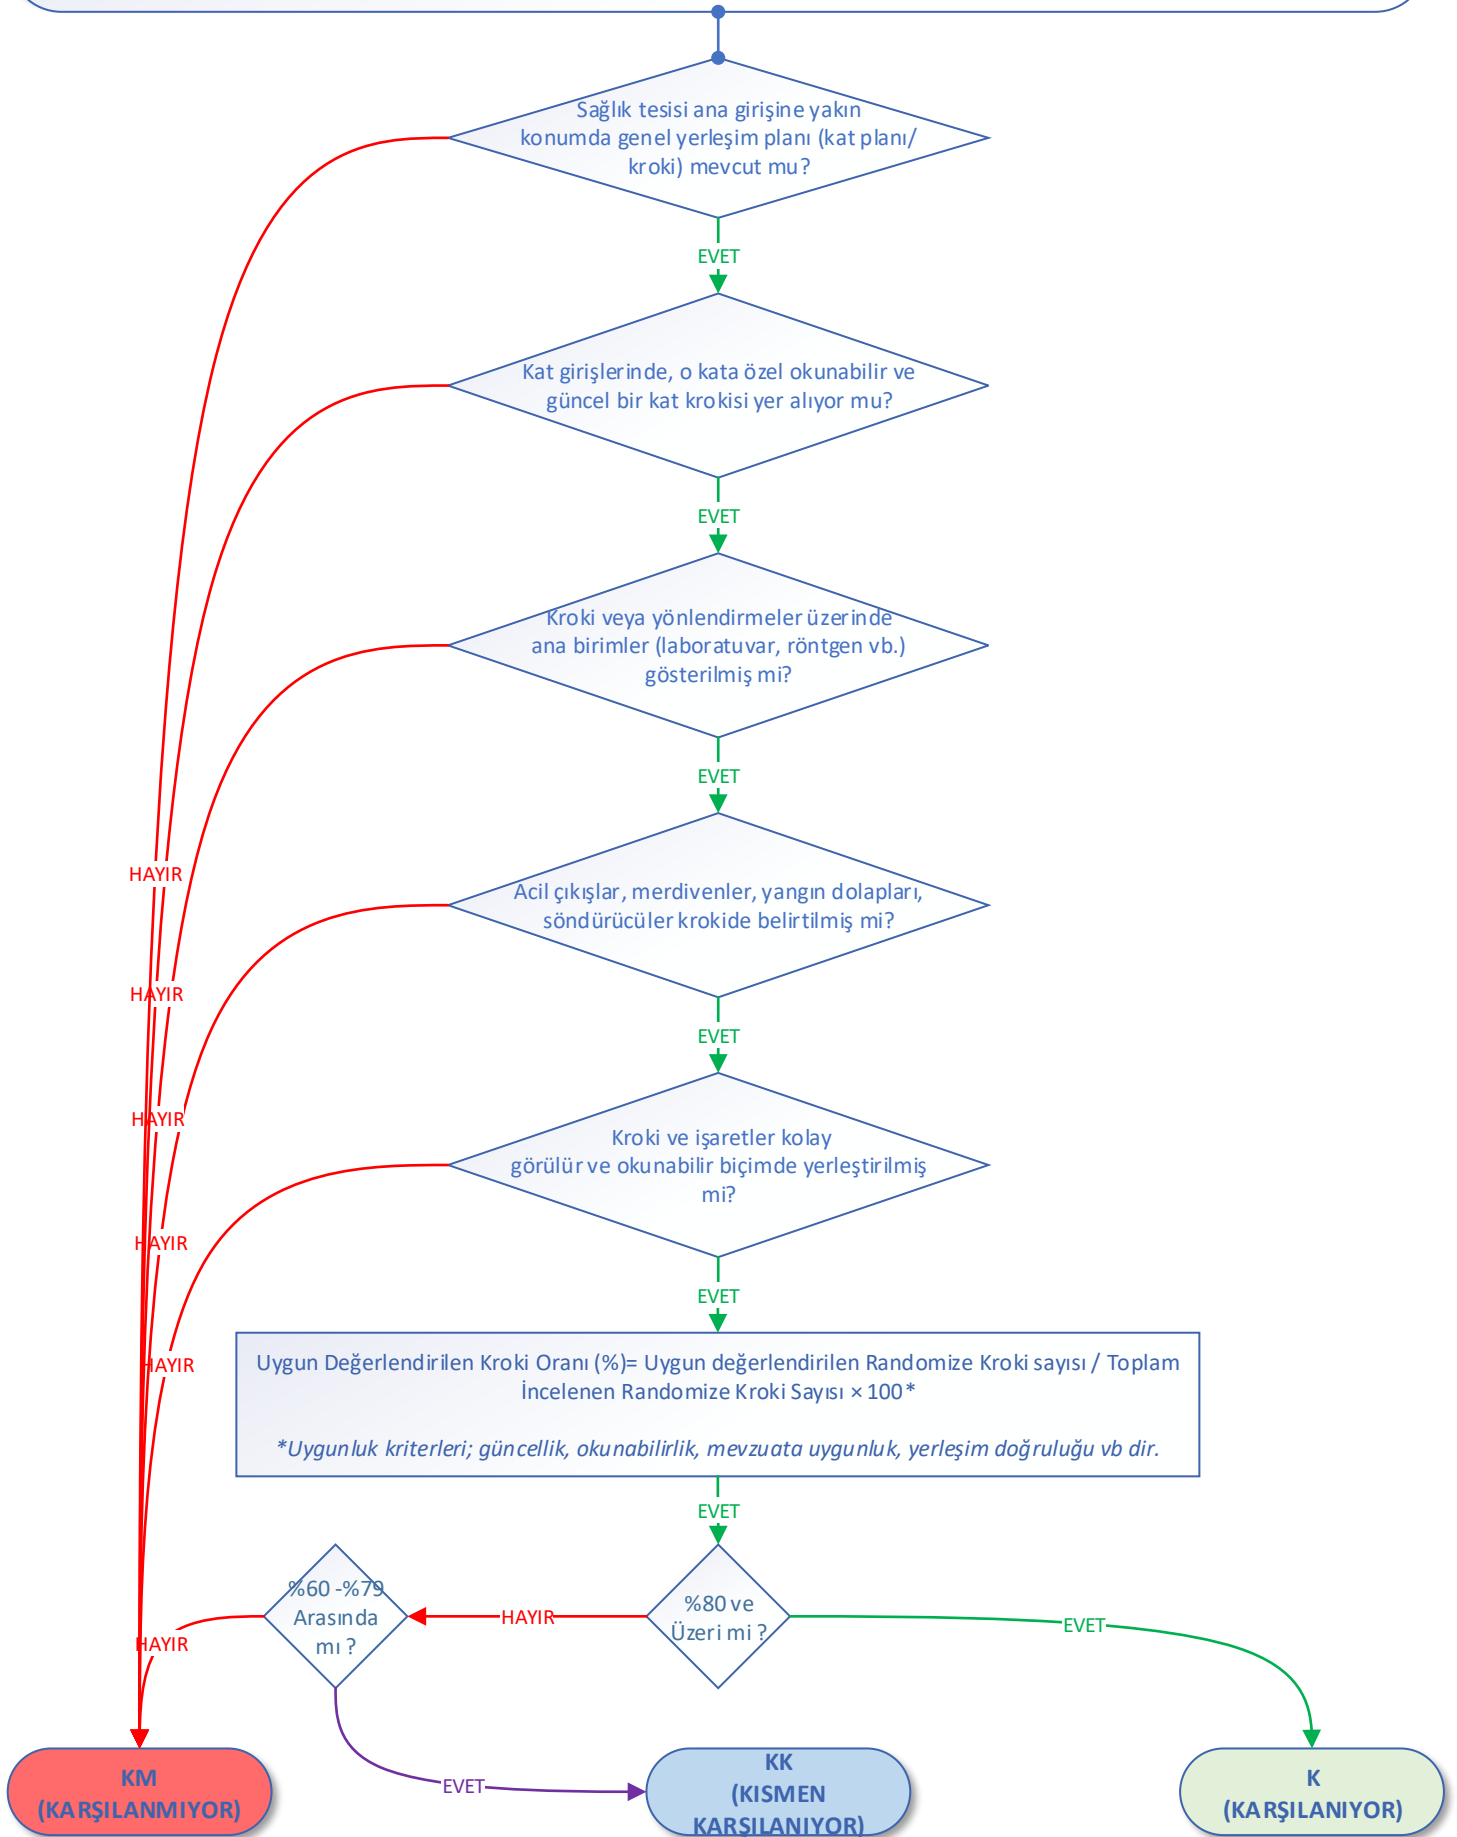 Sağlık tesisi ana girişine yakın
konumda genel yerleşim planı (kat planı/
kroki) mevcut mu?
EVET
Kat girişlerinde, o kata özel okunabilir ve
güncel bir kat krokisi yer alıyor mu?
EVET
Kroki veya yönlendirmeler üzerinde
ana birimler (laboratuvar, röntgen vb.)
gösterilmiş mi?
EVET
HAYIR
Acil çıkışlar, merdivenler, yangın dolapları,
söndürücüler krokide belirtilmiş mi?
HAYIR
EVET
HAYIR
Kroki ve işaretler kolay
görülür ve okunabilir biçimde yerleştirilmiş
mi?
HAYIR
EVET
HAYIR
Uygun Değerlendirilen Kroki Oranı (%)= Uygun değerlendirilen Randomize Kroki sayısı / Toplam
İncelenen Randomize Kroki Sayısı × 100*
*Uygunluk kriterleri; güncellik, okunabilirlik, mevzuata uygunluk, yerleşim doğruluğu vb dir.
EVET
%60 -%79
Arasında
mı ?
HAYIR
%80 ve
Üzeri mi ?
EVET
HAYIR
EVET
KM
(KARŞILANMIYOR)
KK
(KISMEN
KARŞILANIYOR)
K
(KARŞILANIYOR)